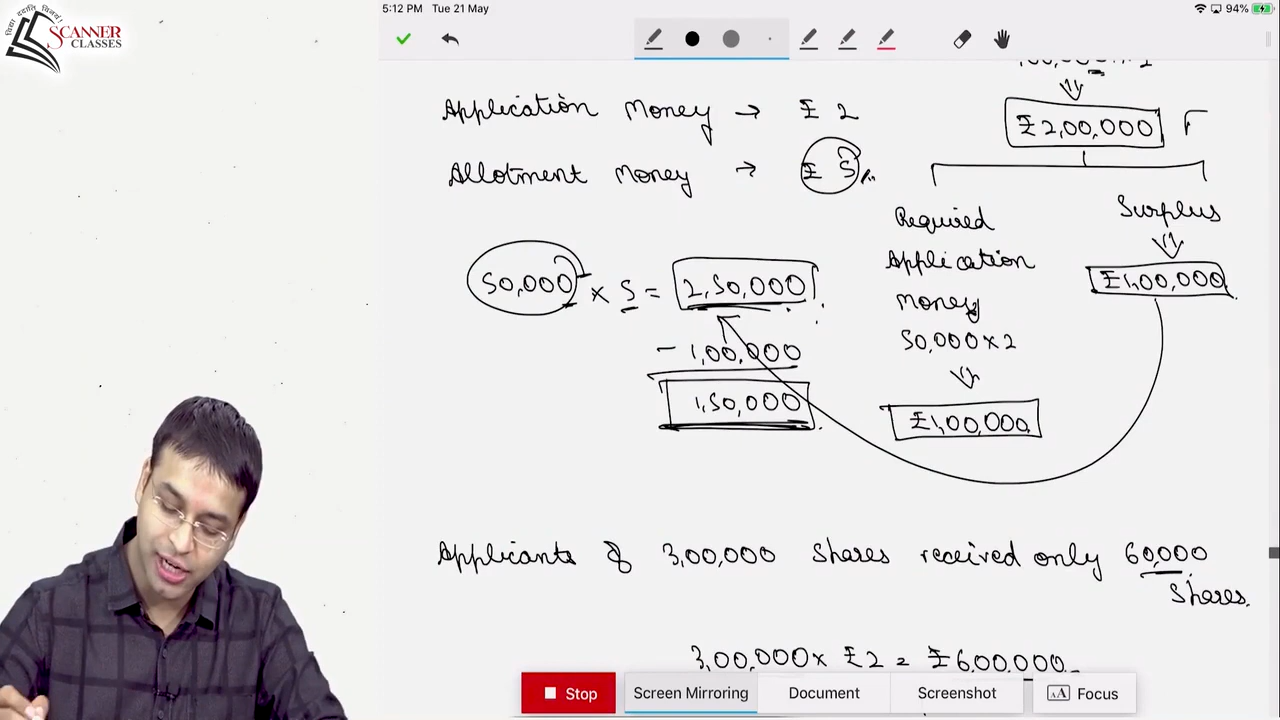 विद्या ददाति विनयं
SCANNER
CLASSES
5:12 PM Tue 21 May
94%
Application Money → ₹ 2
Allotment Money → ₹ 5
50,000 × 5 = 2,50,000
- 1,00,000
1,50,000
₹2,00,000
Required
Application
Money
50,000×2
₹1,00,000
Surplus
₹1,00,000
Applicants of 3,00,000 shares received only 60,000
shares.
3,00,000 × ₹2 = ₹6,00,000
Stop
Screen Mirroring
Document
Screenshot
Focus